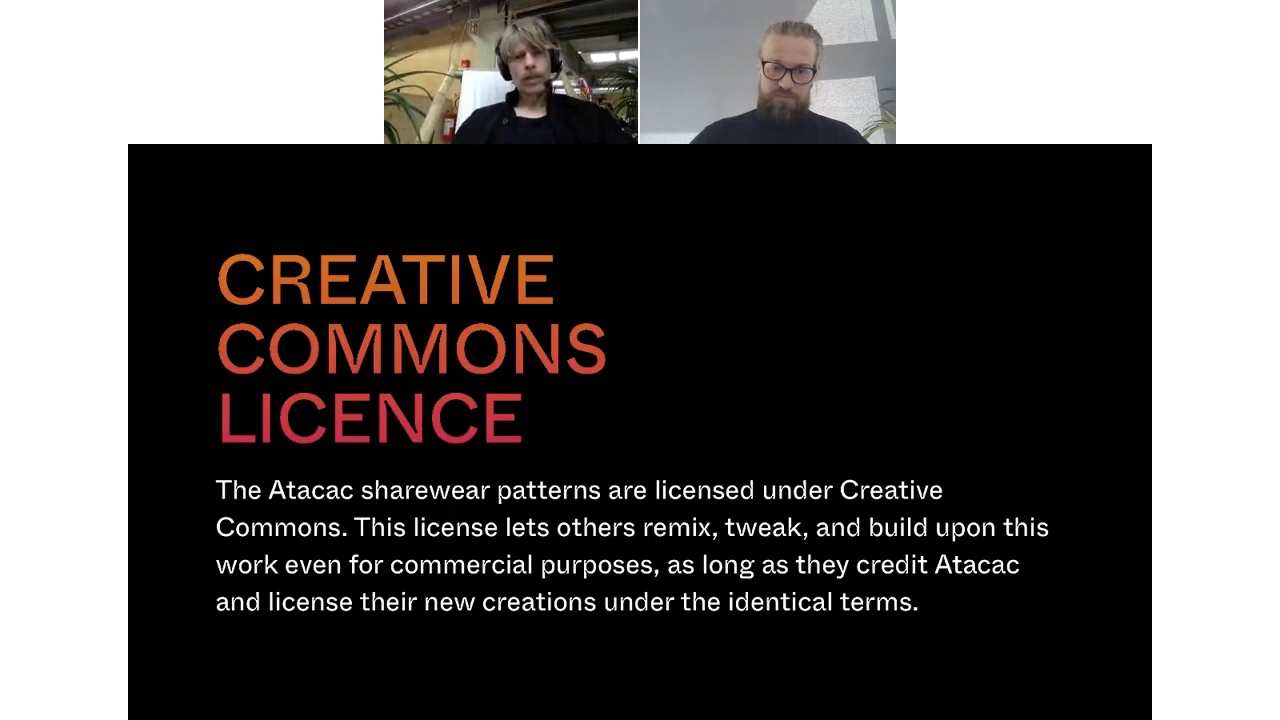 CREATIVE
COMMONS
LICENCE
The Atacac sharewear patterns are licensed under Creative
Commons. This license lets others remix, tweak, and build upon this
work even for commercial purposes, as long as they credit Atacac
and license their new creations under the identical terms.